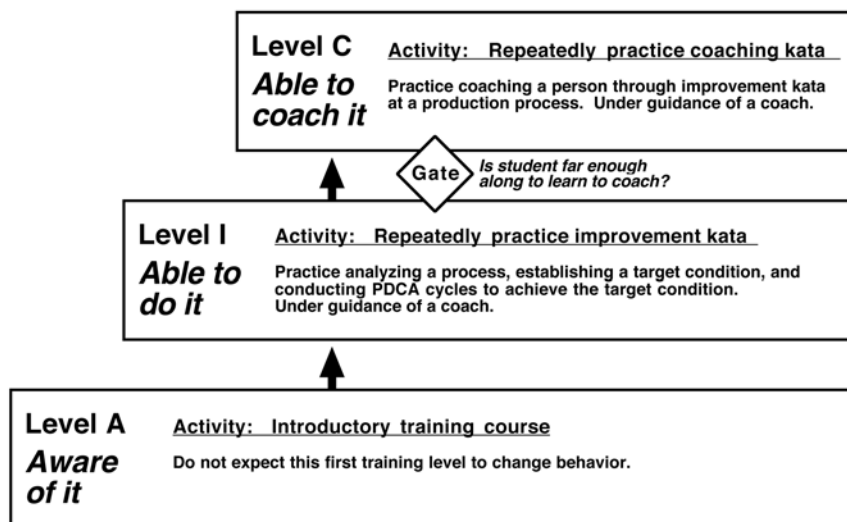 Level C
Able to
coach it
Activity: Repeatedly practice coaching kata
Practice coaching a person through improvement kata
at a production process. Under guidance of a coach.
Gate
Is student far enough
along to learn to coach?
Level I
Able to
do it
Activity: Repeatedly practice improvement kata
Practice analyzing a process, establishing a target condition, and
conducting PDCA cycles to achieve the target condition.
Under guidance of a coach.
Level A
Aware
of it
Activity: Introductory training course
Do not expect this first training level to change behavior.